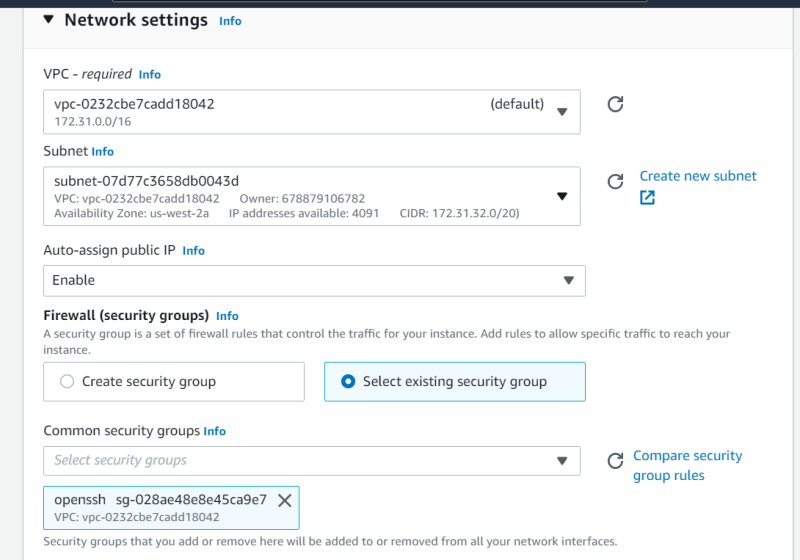 Network settings Info
VPC - required Info
vpc-0232cbe7cadd18042 (default)
172.31.0.0/16
Subnet Info
subnet-07d77c3658db0043d
VPC: vpc-0232cbe7cadd18042 Owner: 678879106782
Availability Zone: us-west-2a IP addresses available: 4091 CIDR: 172.31.32.0/20)
Create new subnet
Auto-assign public IP Info
Enable
Firewall (security groups) Info
A security group is a set of firewall rules that control the traffic for your instance. Add rules to allow specific traffic to reach your
instance.
Create security group
Select existing security group
Common security groups Info
Select security groups
Compare security
group rules
openssh sg-028ae48e8e45ca9e7
VPC: vpc-0232cbe7cadd18042
Security groups that you add or remove here will be added to or removed from all your network interfaces.